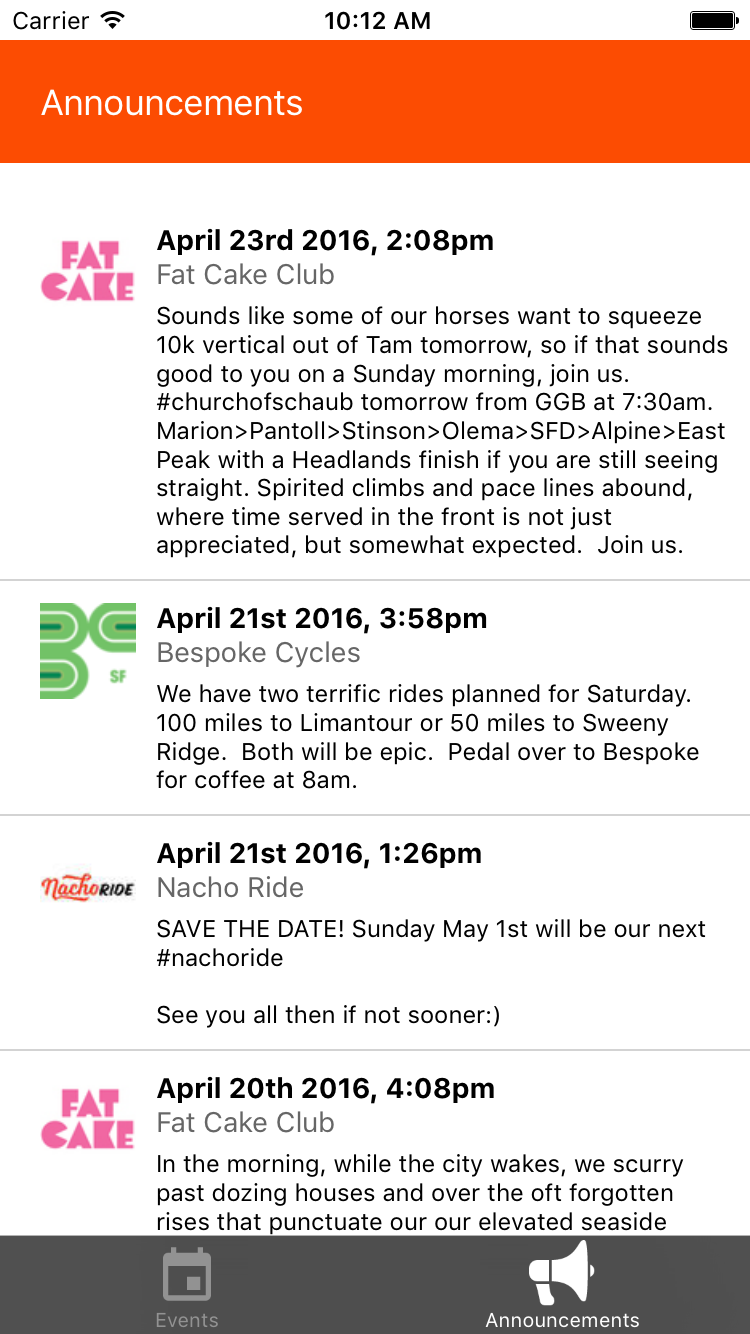 Carrier
10:12 AM
Announcements
FAT
CAKE
April 23rd 2016, 2:08pm
Fat Cake Club
Sounds like some of our horses want to squeeze
10k vertical out of Tam tomorrow, so if that sounds
good to you on a Sunday morning, join us.
#churchofschaub tomorrow from GGB at 7:30am.
Marion>Pantoll>Stinson>Olema>SFD>Alpine>East
Peak with a Headlands finish if you are still seeing
straight. Spirited climbs and pace lines abound,
where time served in the front is not just
appreciated, but somewhat expected.  Join us.
BC
SF
April 21st 2016, 3:58pm
Bespoke Cycles
We have two terrific rides planned for Saturday.
100 miles to Limantour or 50 miles to Sweeny
Ridge.  Both will be epic.  Pedal over to Bespoke
for coffee at 8am.
NachoRIDE
April 21st 2016, 1:26pm
Nacho Ride
SAVE THE DATE! Sunday May 1st will be our next
#nachoride
See you all then if not sooner:)
FAT
CAKE
April 20th 2016, 4:08pm
Fat Cake Club
In the morning, while the city wakes, we scurry
past dozing houses and over the oft forgotten
rises that punctuate our our elevated seaside
Events
Announcements